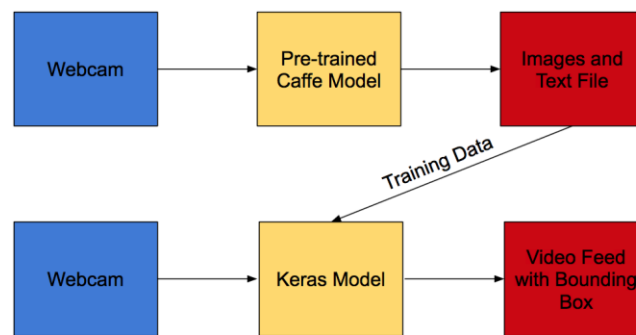 Webcam
Pre-trained
Caffe Model
Images and
Text File
Training Data
Webcam
Keras Model
Video Feed
with Bounding
Box